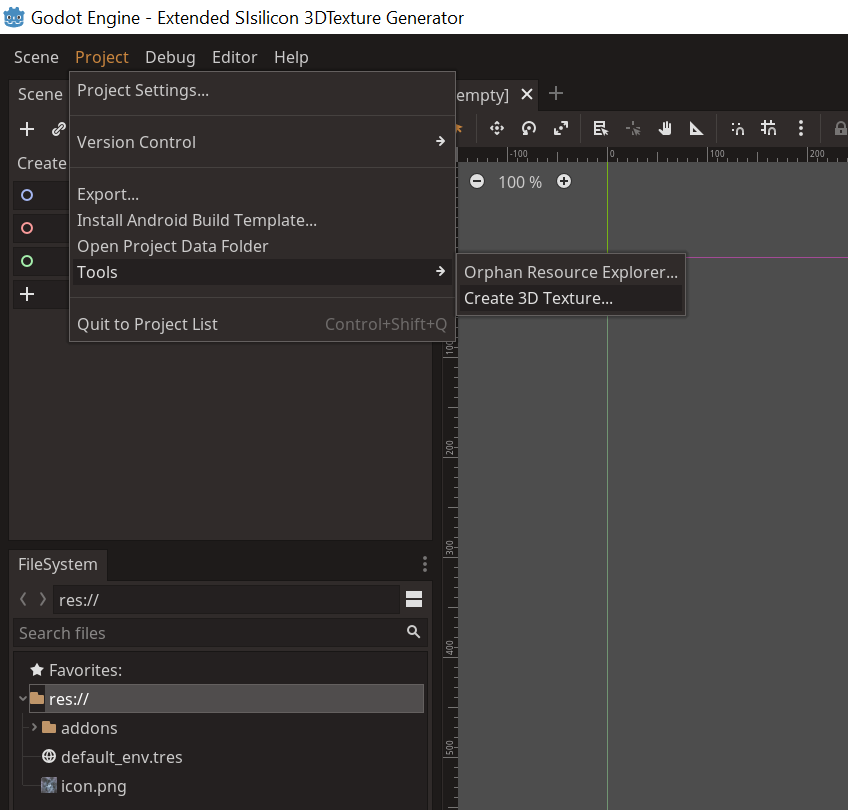 Godot Engine - Extended SIsilicon 3DTexture Generator
Scene Project Debug Editor Help
Scene
Project Settings...
empty]
Version Control
Create
100 %
Export...
Install Android Build Template...
Open Project Data Folder
Tools
Orphan Resource Explorer...
Create 3D Texture...
Quit to Project List Control+Shift+Q
-100 0 100 200
100
200
300
400
500
FileSystem
res://
Search files
Favorites:
res://
addons
default_env.tres
icon.png